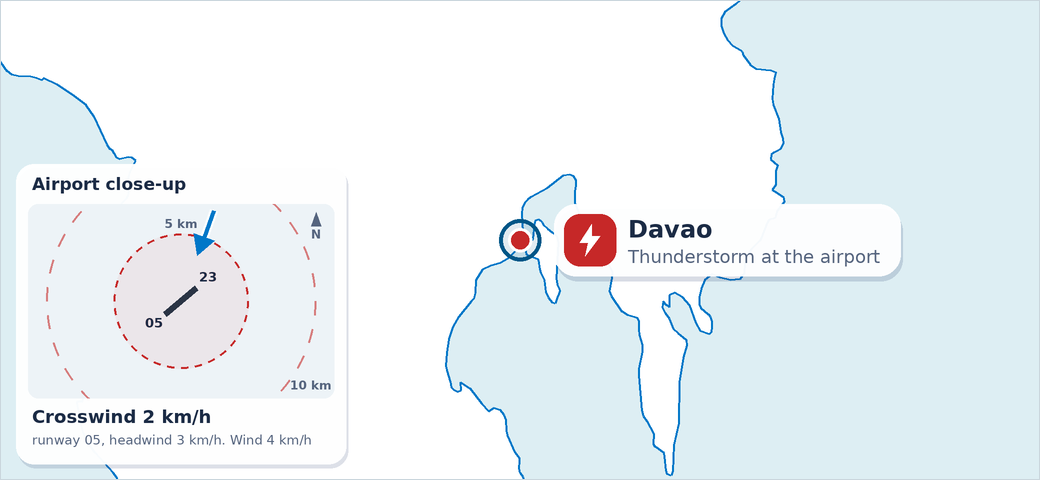 Airport close-up
5 km
N
23
05
10 km
Crosswind 2 km/h
runway 05, headwind 3 km/h. Wind 4 km/h
Davao
Thunderstorm at the airport